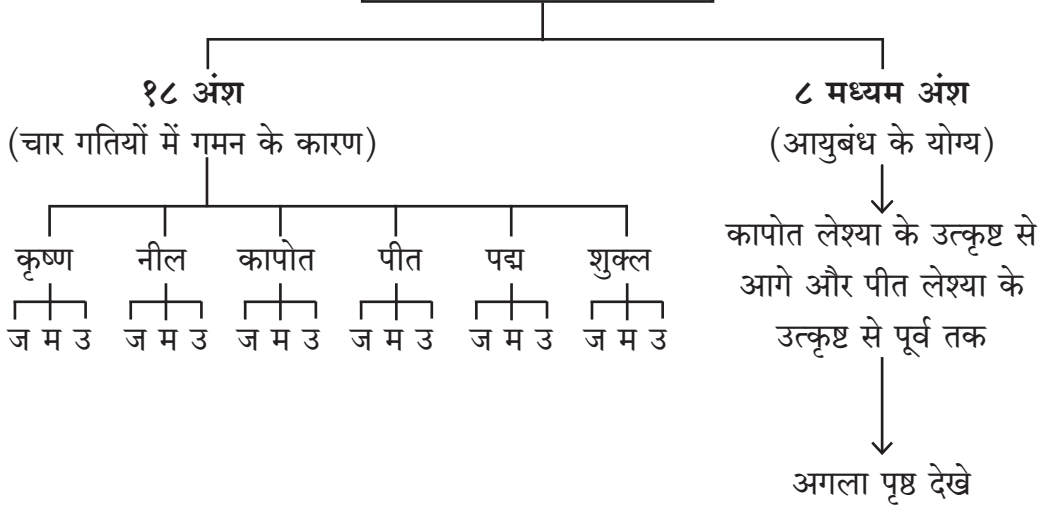 १८ अंश
(चार गतियों में गमन के कारण)
कृष्ण नील कापोत पीत पद्म शुक्ल
ज म उ ज म उ ज म उ ज म उ ज म उ ज म उ
८ मध्यम अंश
(आयुबंध के योग्य)
कापोत लेश्या के उत्कृष्ट से
आगे और पीत लेश्या के
उत्कृष्ट से पूर्व तक
अगला पृष्ठ देखे